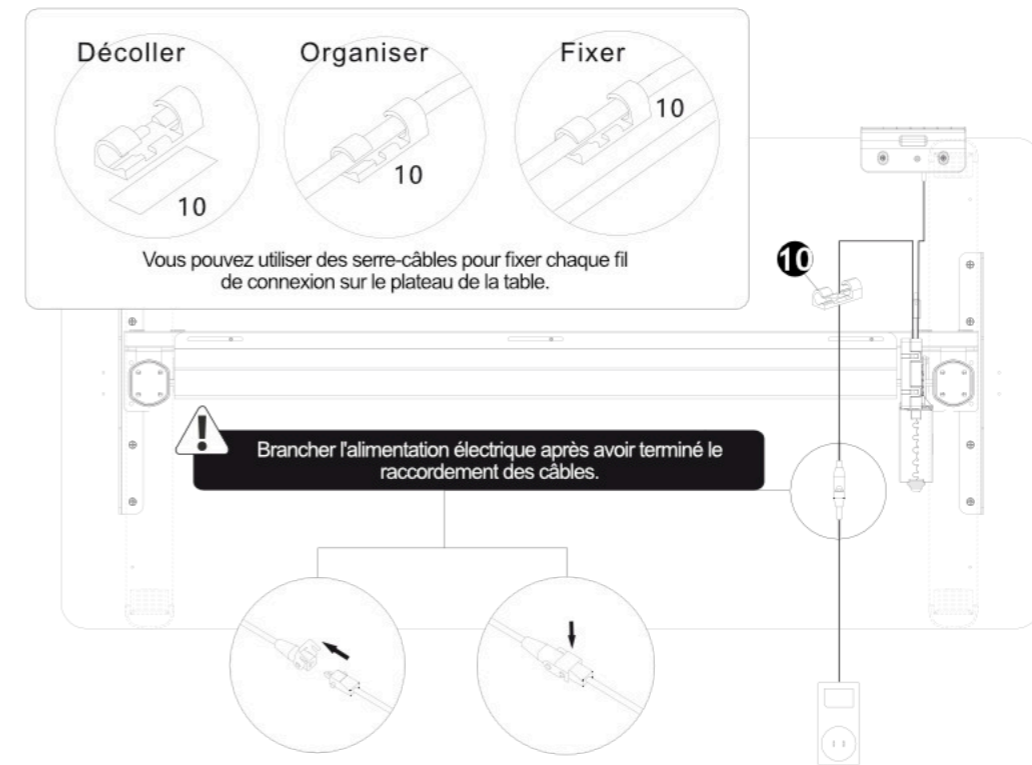 Décoller
Organiser
Fixer
10
10
10
Vous pouvez utiliser des serre-câbles pour fixer chaque fil
de connexion sur le plateau de la table.
10
!
Brancher l'alimentation électrique après avoir terminé le
raccordement des câbles.